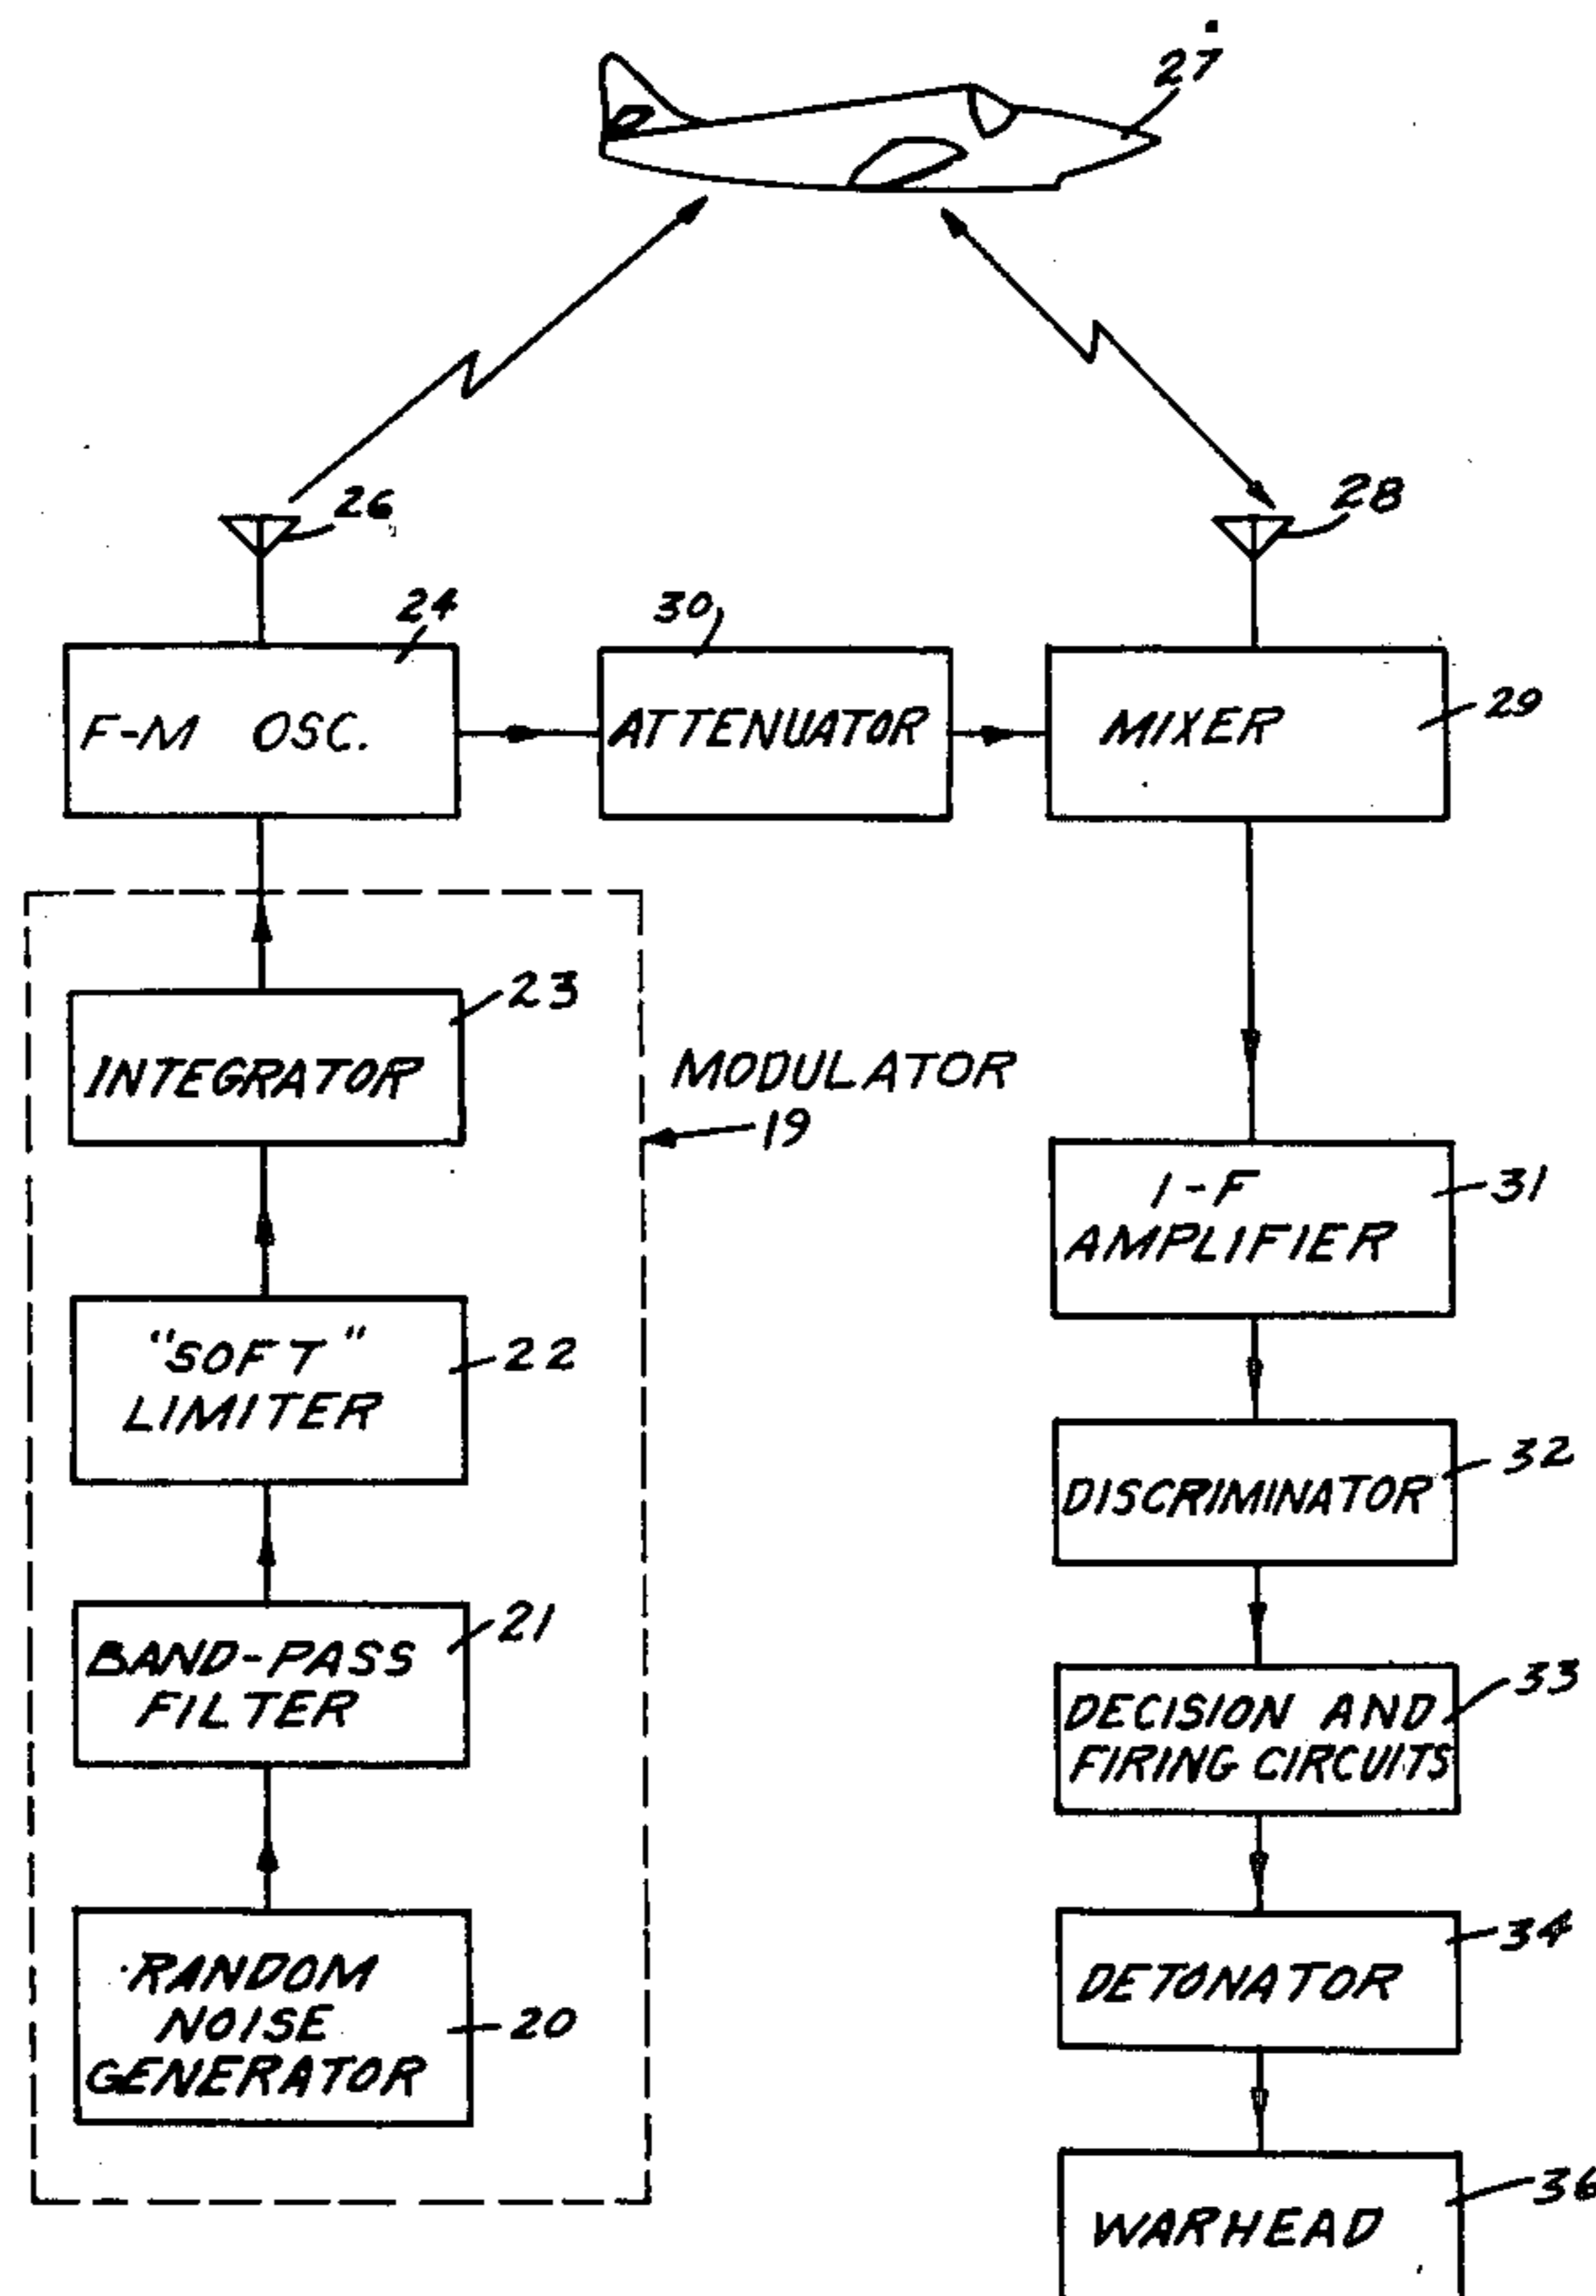 27
26
28
24
30
F-M OSC.
ATTENUATOR
MIXER
29
23
INTEGRATOR
MODULATOR
19
I-F
AMPLIFIER
31
"SOFT"
LIMITER
22
DISCRIMINATOR
32
BAND-PASS
FILTER
21
DECISION AND
FIRING CIRCUITS
33
RANDOM
NOISE
GENERATOR
20
DETONATOR
34
WARHEAD
36